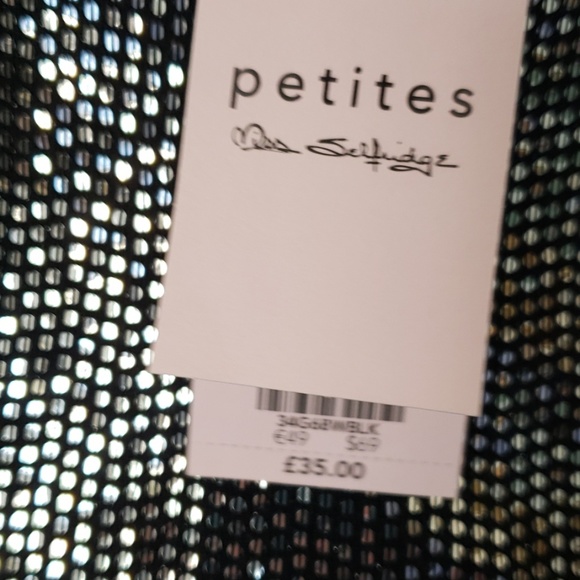 petites
Miss Selfridge
34G68WBLK
€49 $69
£35.00